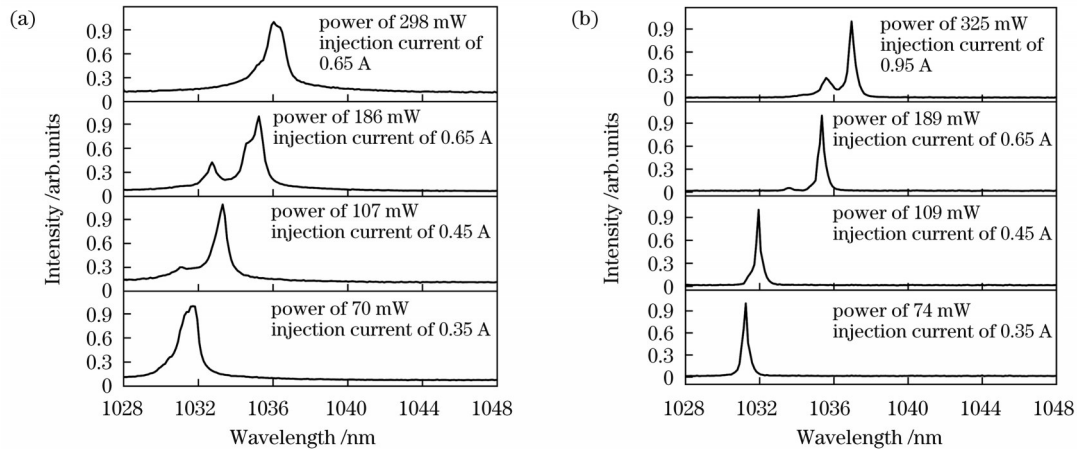 (a)
power of 298 mW
injection current of
0.65 A
0.9
0.6
0.3
0
power of 186 mW
injection current of 0.65 A
0.9
0.6
0.3
0
power of 107 mW
injection current of 0.45 A
0.9
0.6
0.3
0
power of 70 mW
injection current of 0.35 A
0.9
0.6
0.3
0
Intensity /arb.units
1028 1032 1036 1040 1044 1048
Wavelength /nm
(b)
power of 325 mW
injection current of
0.95 A
0.9
0.6
0.3
0
power of 189 mW
injection current of 0.65 A
0.9
0.6
0.3
0
power of 109 mW
injection current of 0.45 A
0.9
0.6
0.3
0
power of 74 mW
injection current of 0.35 A
0.9
0.6
0.3
0
Intensity /arb.units
1028 1032 1036 1040 1044 1048
Wavelength /nm